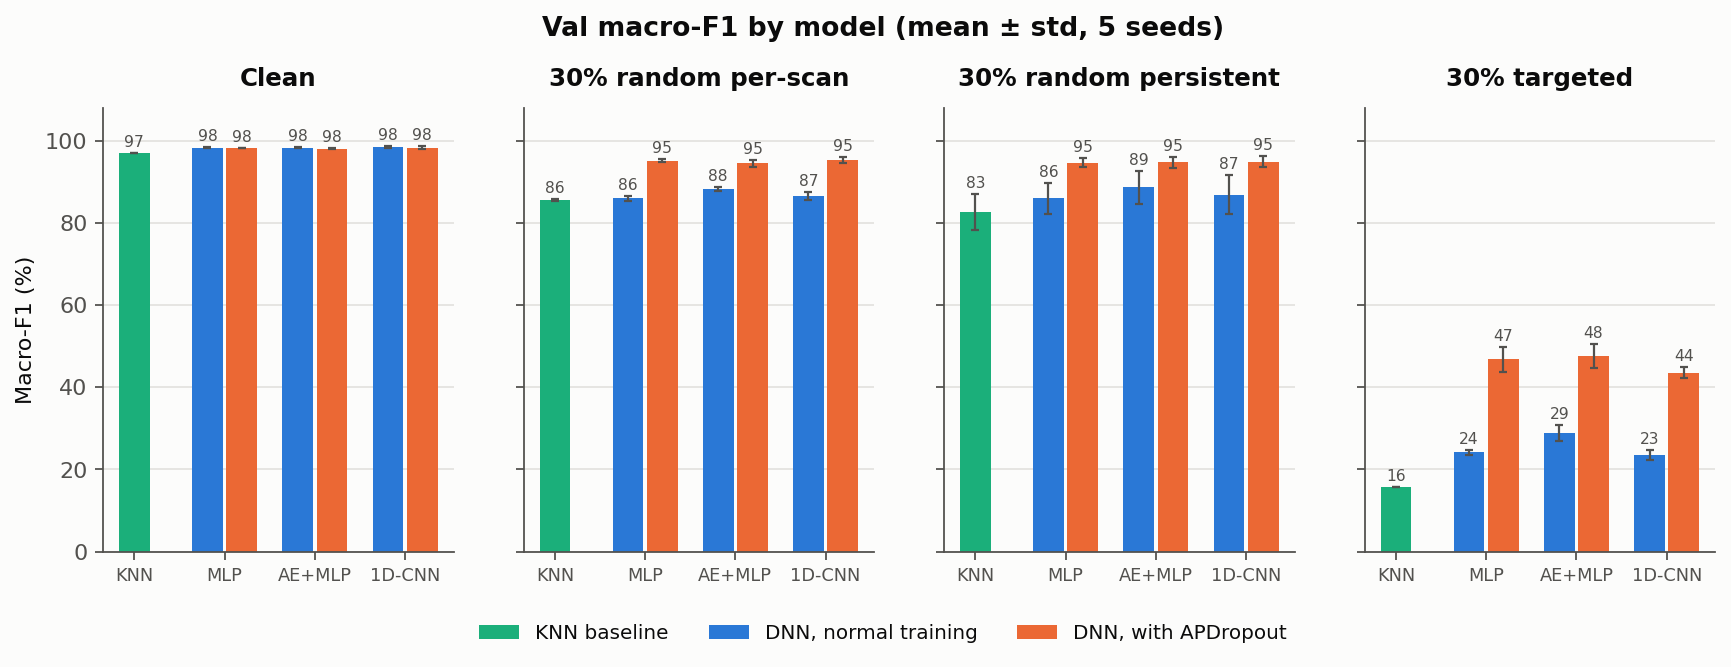 Val macro-F1 by model (mean ± std, 5 seeds)
Clean
30% random per-scan
30% random persistent
30% targeted
Macro-F1 (%)
100
80
60
40
20
0
97
98 98
98 98
98 98
KNN MLP AE+MLP 1D-CNN
86
86 95
88 95
87 95
KNN MLP AE+MLP 1D-CNN
83
86 95
89 95
87 95
KNN MLP AE+MLP 1D-CNN
16
24 47
29 48
23 44
KNN MLP AE+MLP 1D-CNN
KNN baseline
DNN, normal training
DNN, with APDropout